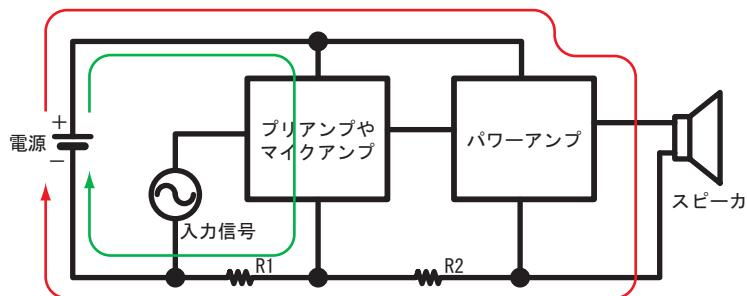 +
電源
−
プリアンプや
マイクアンプ
パワーアンプ
スピーカ
入力信号
R1
R2